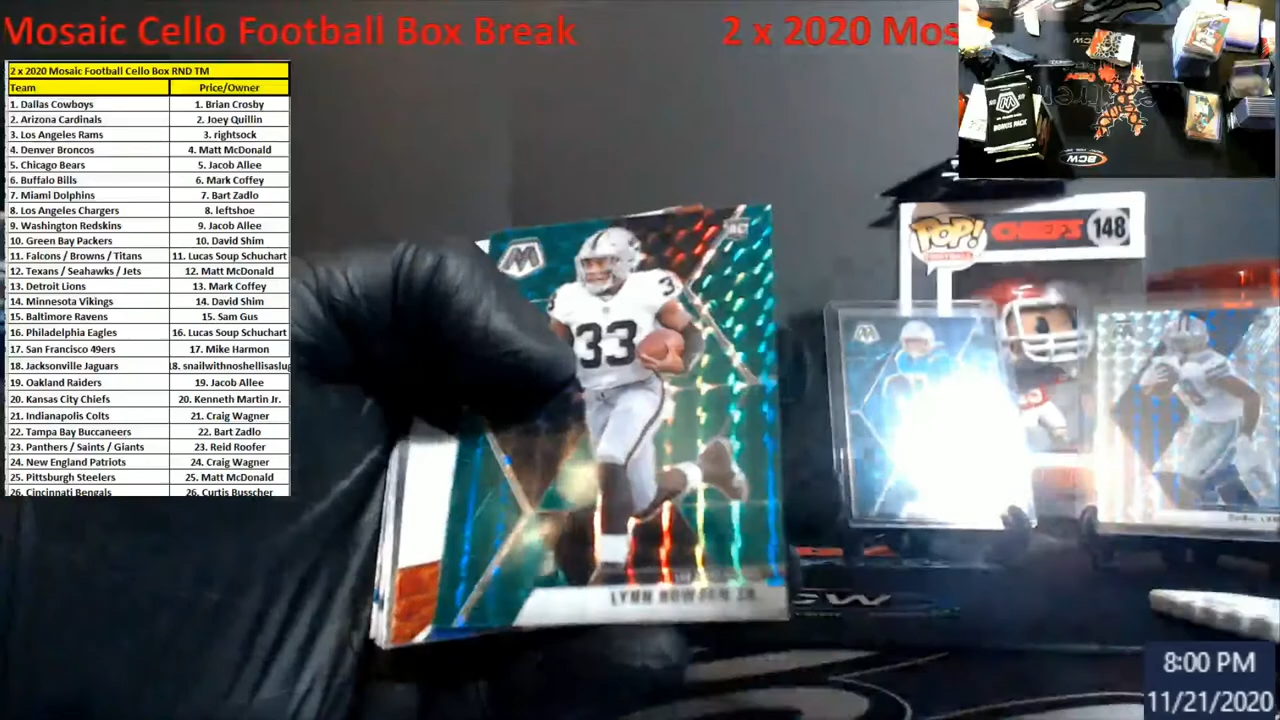 Mosaic Cello Football Box Break
2 x 2020 Mos
2 x 2020 Mosaic Football Cello Box RND TM
Team Price/Owner
1. Dallas Cowboys 1. Brian Crosby
2. Arizona Cardinals 2. Joey Quillin
3. Los Angeles Rams 3. rightsock
4. Denver Broncos 4. Matt McDonald
5. Chicago Bears 5. Jacob Allee
6. Buffalo Bills 6. Mark Coffey
7. Miami Dolphins 7. Bart Zadlo
8. Los Angeles Chargers 8. leftshoe
9. Washington Redskins 9. Jacob Allee
10. Green Bay Packers 10. David Shim
11. Falcons / Browns / Titans 11. Lucas Soup Schuchart
12. Texans / Seahawks / Jets 12. Matt McDonald
13. Detroit Lions 13. Mark Coffey
14. Minnesota Vikings 14. David Shim
15. Baltimore Ravens 15. Sam Gus
16. Philadelphia Eagles 16. Lucas Soup Schuchart
17. San Francisco 49ers 17. Mike Harmon
18. Jacksonville Jaguars 18. snailwithnoshellisaslug
19. Oakland Raiders 19. Jacob Allee
20. Kansas City Chiefs 20. Kenneth Martin Jr.
21. Indianapolis Colts 21. Craig Wagner
22. Tampa Bay Buccaneers 22. Bart Zadlo
23. Panthers / Saints / Giants 23. Reid Roofer
24. New England Patriots 24. Craig Wagner
25. Pittsburgh Steelers 25. Matt McDonald
26. Cincinnati Bengals 26. Curtis Busscher
BONUS PACK
BCW
POP!
FOOTBALL
CHIEFS
148
RC
33
33
LYNN BOWDEN JR
8:00 PM
11/21/2020